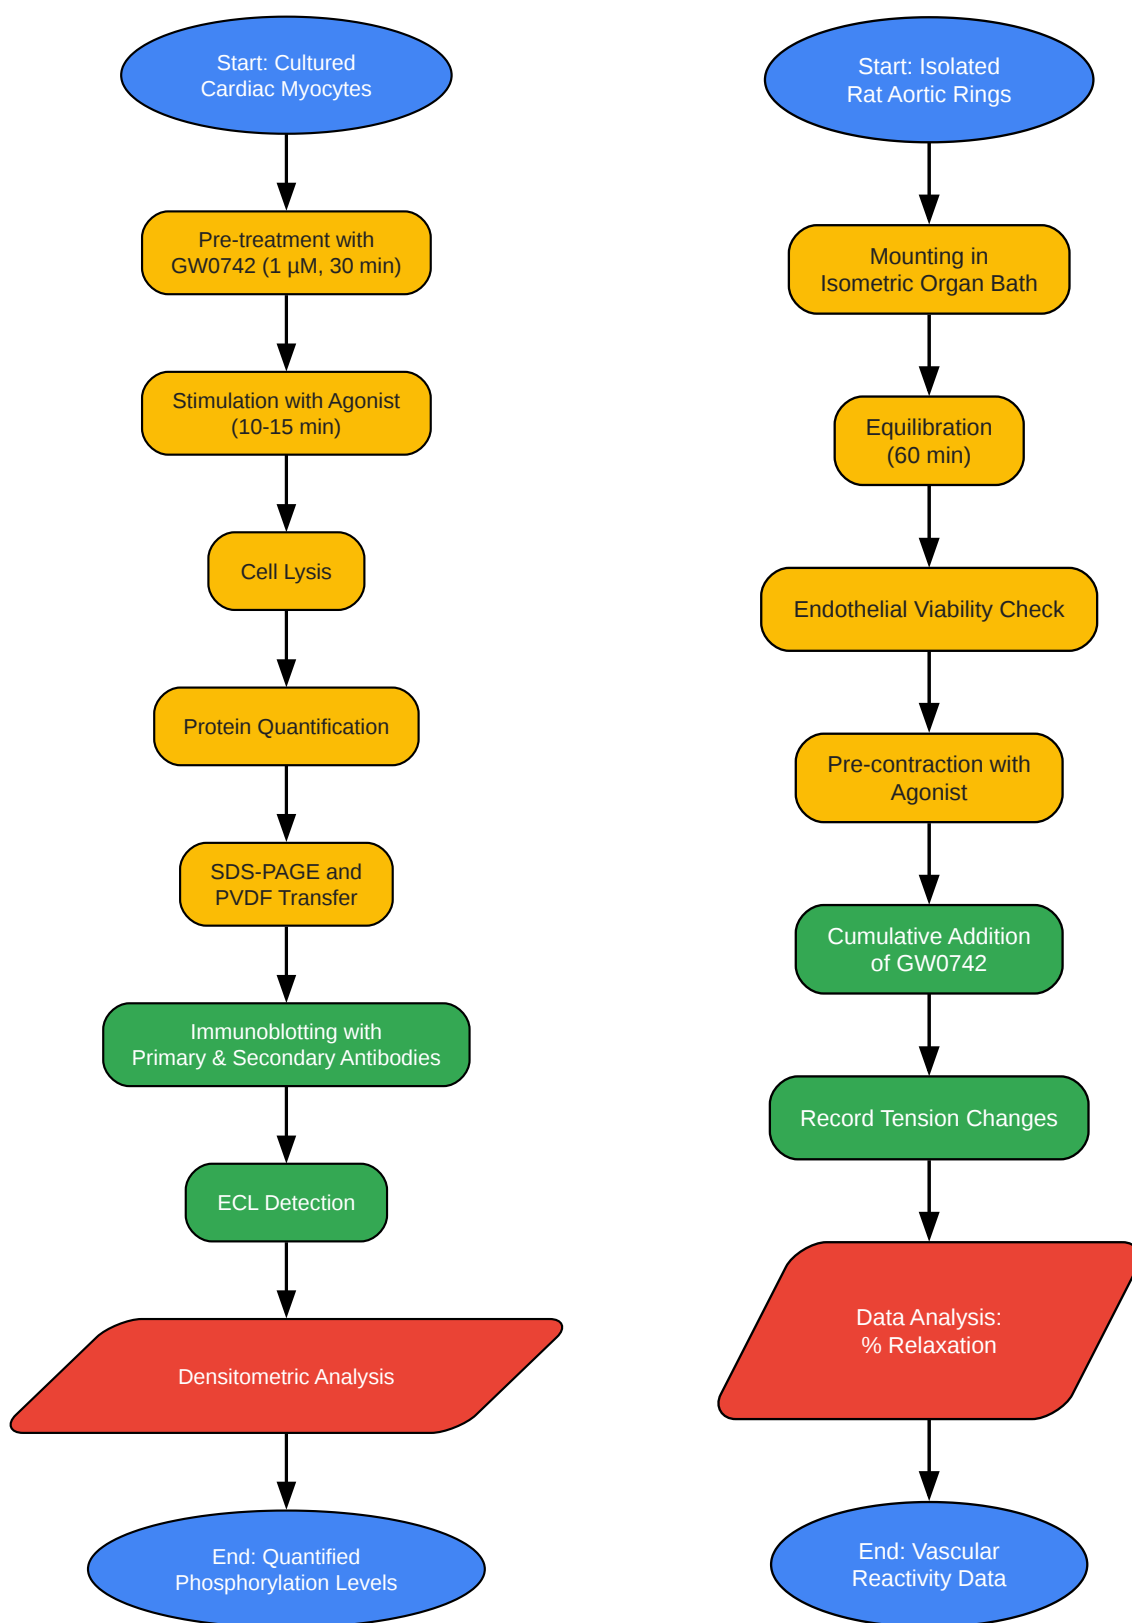 Start: Cultured
Cardiac Myocytes
Pre-treatment with
GW0742 (1 µM, 30 min)
Stimulation with Agonist
(10-15 min)
Cell Lysis
Protein Quantification
SDS-PAGE and
PVDF Transfer
Immunoblotting with
Primary & Secondary Antibodies
ECL Detection
Densitometric Analysis
End: Quantified
Phosphorylation Levels
Start: Isolated
Rat Aortic Rings
Mounting in
Isometric Organ Bath
Equilibration
(60 min)
Endothelial Viability Check
Pre-contraction with
Agonist
Cumulative Addition
of GW0742
Record Tension Changes
Data Analysis:
% Relaxation
End: Vascular
Reactivity Data